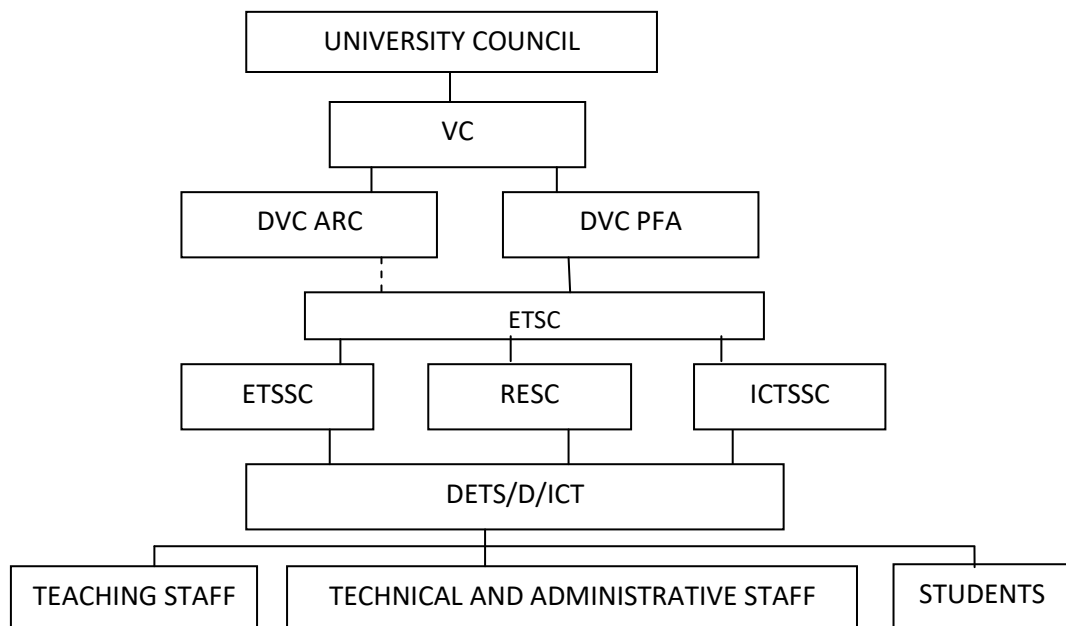 UNIVERSITY COUNCIL
VC
DVC ARC
DVC PFA
ETSC
ETSSC
RESC
ICTSSC
DETS/D/ICT
TEACHING STAFF
TECHNICAL AND ADMINISTRATIVE STAFF
STUDENTS